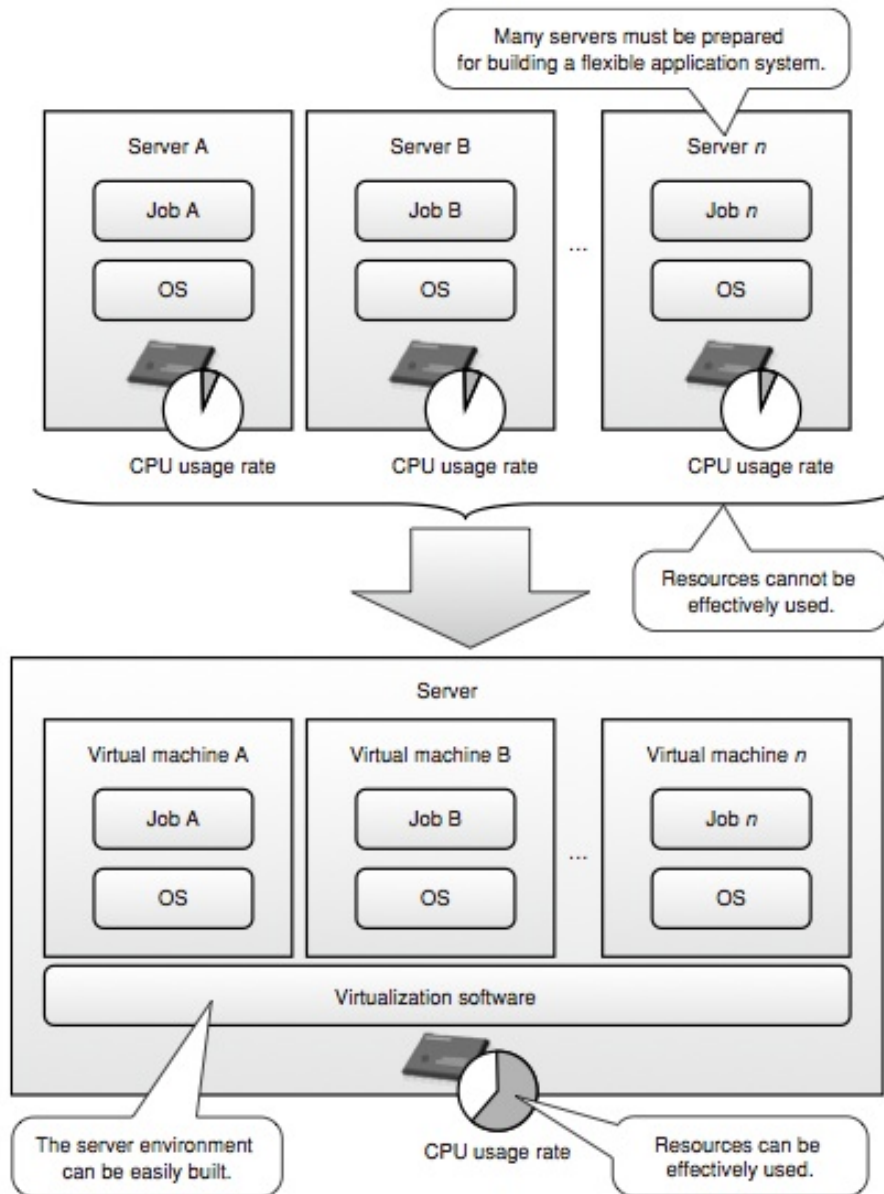 Many servers must be prepared
for building a flexible application system.
Server A
Server B
Server n
Job A
Job B
Job n
...
OS
OS
OS
CPU usage rate
CPU usage rate
CPU usage rate
Resources cannot be
effectively used.
Server
Virtual machine A
Virtual machine B
Virtual machine n
Job A
Job B
Job n
...
OS
OS
OS
Virtualization software
The server environment
can be easily built.
CPU usage rate
Resources can be
effectively used.